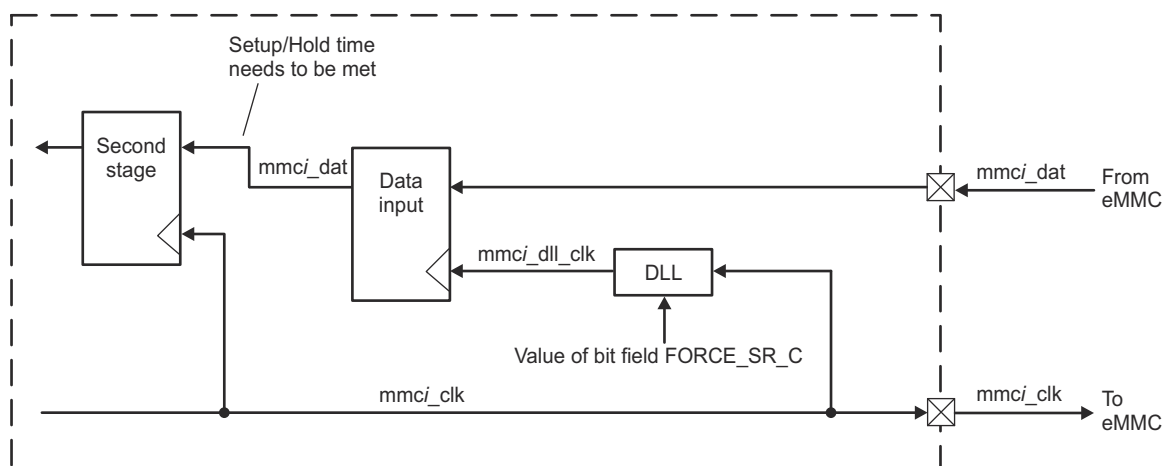 Setup/Hold time
needs to be met
Second
stage
mmci_dat
Data
input
mmci_dat
From
eMMC
mmci_dll_clk
DLL
Value of bit field FORCE_SR_C
mmci_clk
mmci_clk
To
eMMC